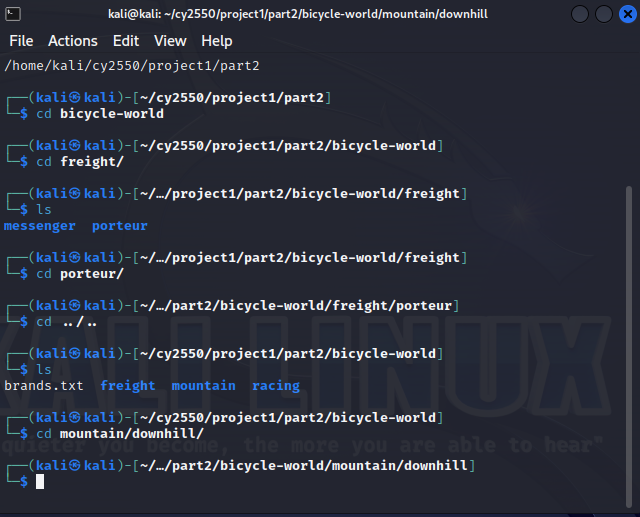 kali@kali: ~/cy2550/project1/part2/bicycle-world/mountain/downhill
File Actions Edit View Help
/home/kali/cy2550/project1/part2
┌──(kali㉿kali)-[~/cy2550/project1/part2]
└─$ cd bicycle-world
┌──(kali㉿kali)-[~/cy2550/project1/part2/bicycle-world]
└─$ cd freight/
┌──(kali㉿kali)-[~/…/project1/part2/bicycle-world/freight]
└─$ ls
messenger porteur
┌──(kali㉿kali)-[~/…/project1/part2/bicycle-world/freight]
└─$ cd porteur/
┌──(kali㉿kali)-[~/…/part2/bicycle-world/freight/porteur]
└─$ cd ../..
┌──(kali㉿kali)-[~/cy2550/project1/part2/bicycle-world]
└─$ ls
brands.txt freight mountain racing
┌──(kali㉿kali)-[~/cy2550/project1/part2/bicycle-world]
└─$ cd mountain/downhill/
┌──(kali㉿kali)-[~/…/part2/bicycle-world/mountain/downhill]
└─$
KALI LINUX
quieter you become, the more you are able to hear"